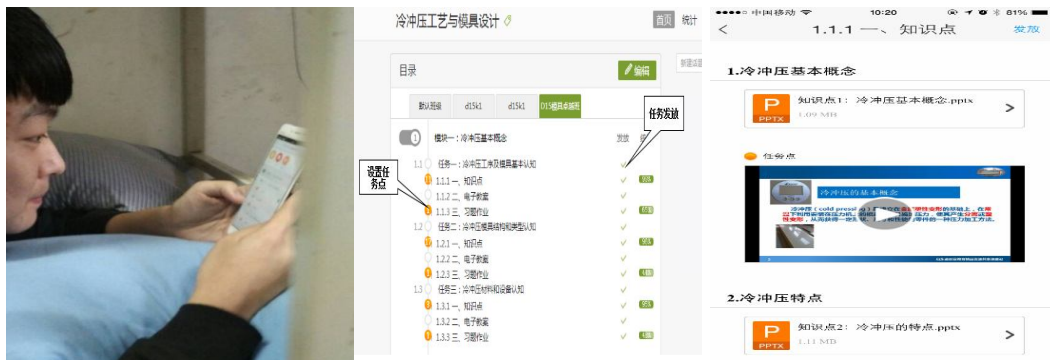 冷冲压工艺与模具设计
首页 统计
目录
编辑
默认班级 d15k1 d15k1 D15模具卓越班
任务发放
1 模块一：冷冲压基本概念 发放
设置任
务点
1.1 任务一：冷冲压工序及模具基本认知
1.1.1 一、知识点
1.1.2 二、电子教案
1.1.3 三、习题作业
1.2 任务二：冷冲压模具结构和类型认知
1.2.1 一、知识点
1.2.2 二、电子教案
1.2.3 三、习题作业
1.3 任务三：冷冲压材料和设备认知
1.3.1 一、知识点
1.3.2 二、电子教案
1.3.3 三、习题作业
中国移动 10:20 81%
1.1.1 一、知识点 发放
1.冷冲压基本概念
P 知识点1：冷冲压基本概念.pptx
PPTX 1.09 MB
任务点
冷冲压的基本概念
2.冷冲压特点
P 知识点2：冷冲压的特点.pptx
PPTX 1.11 MB